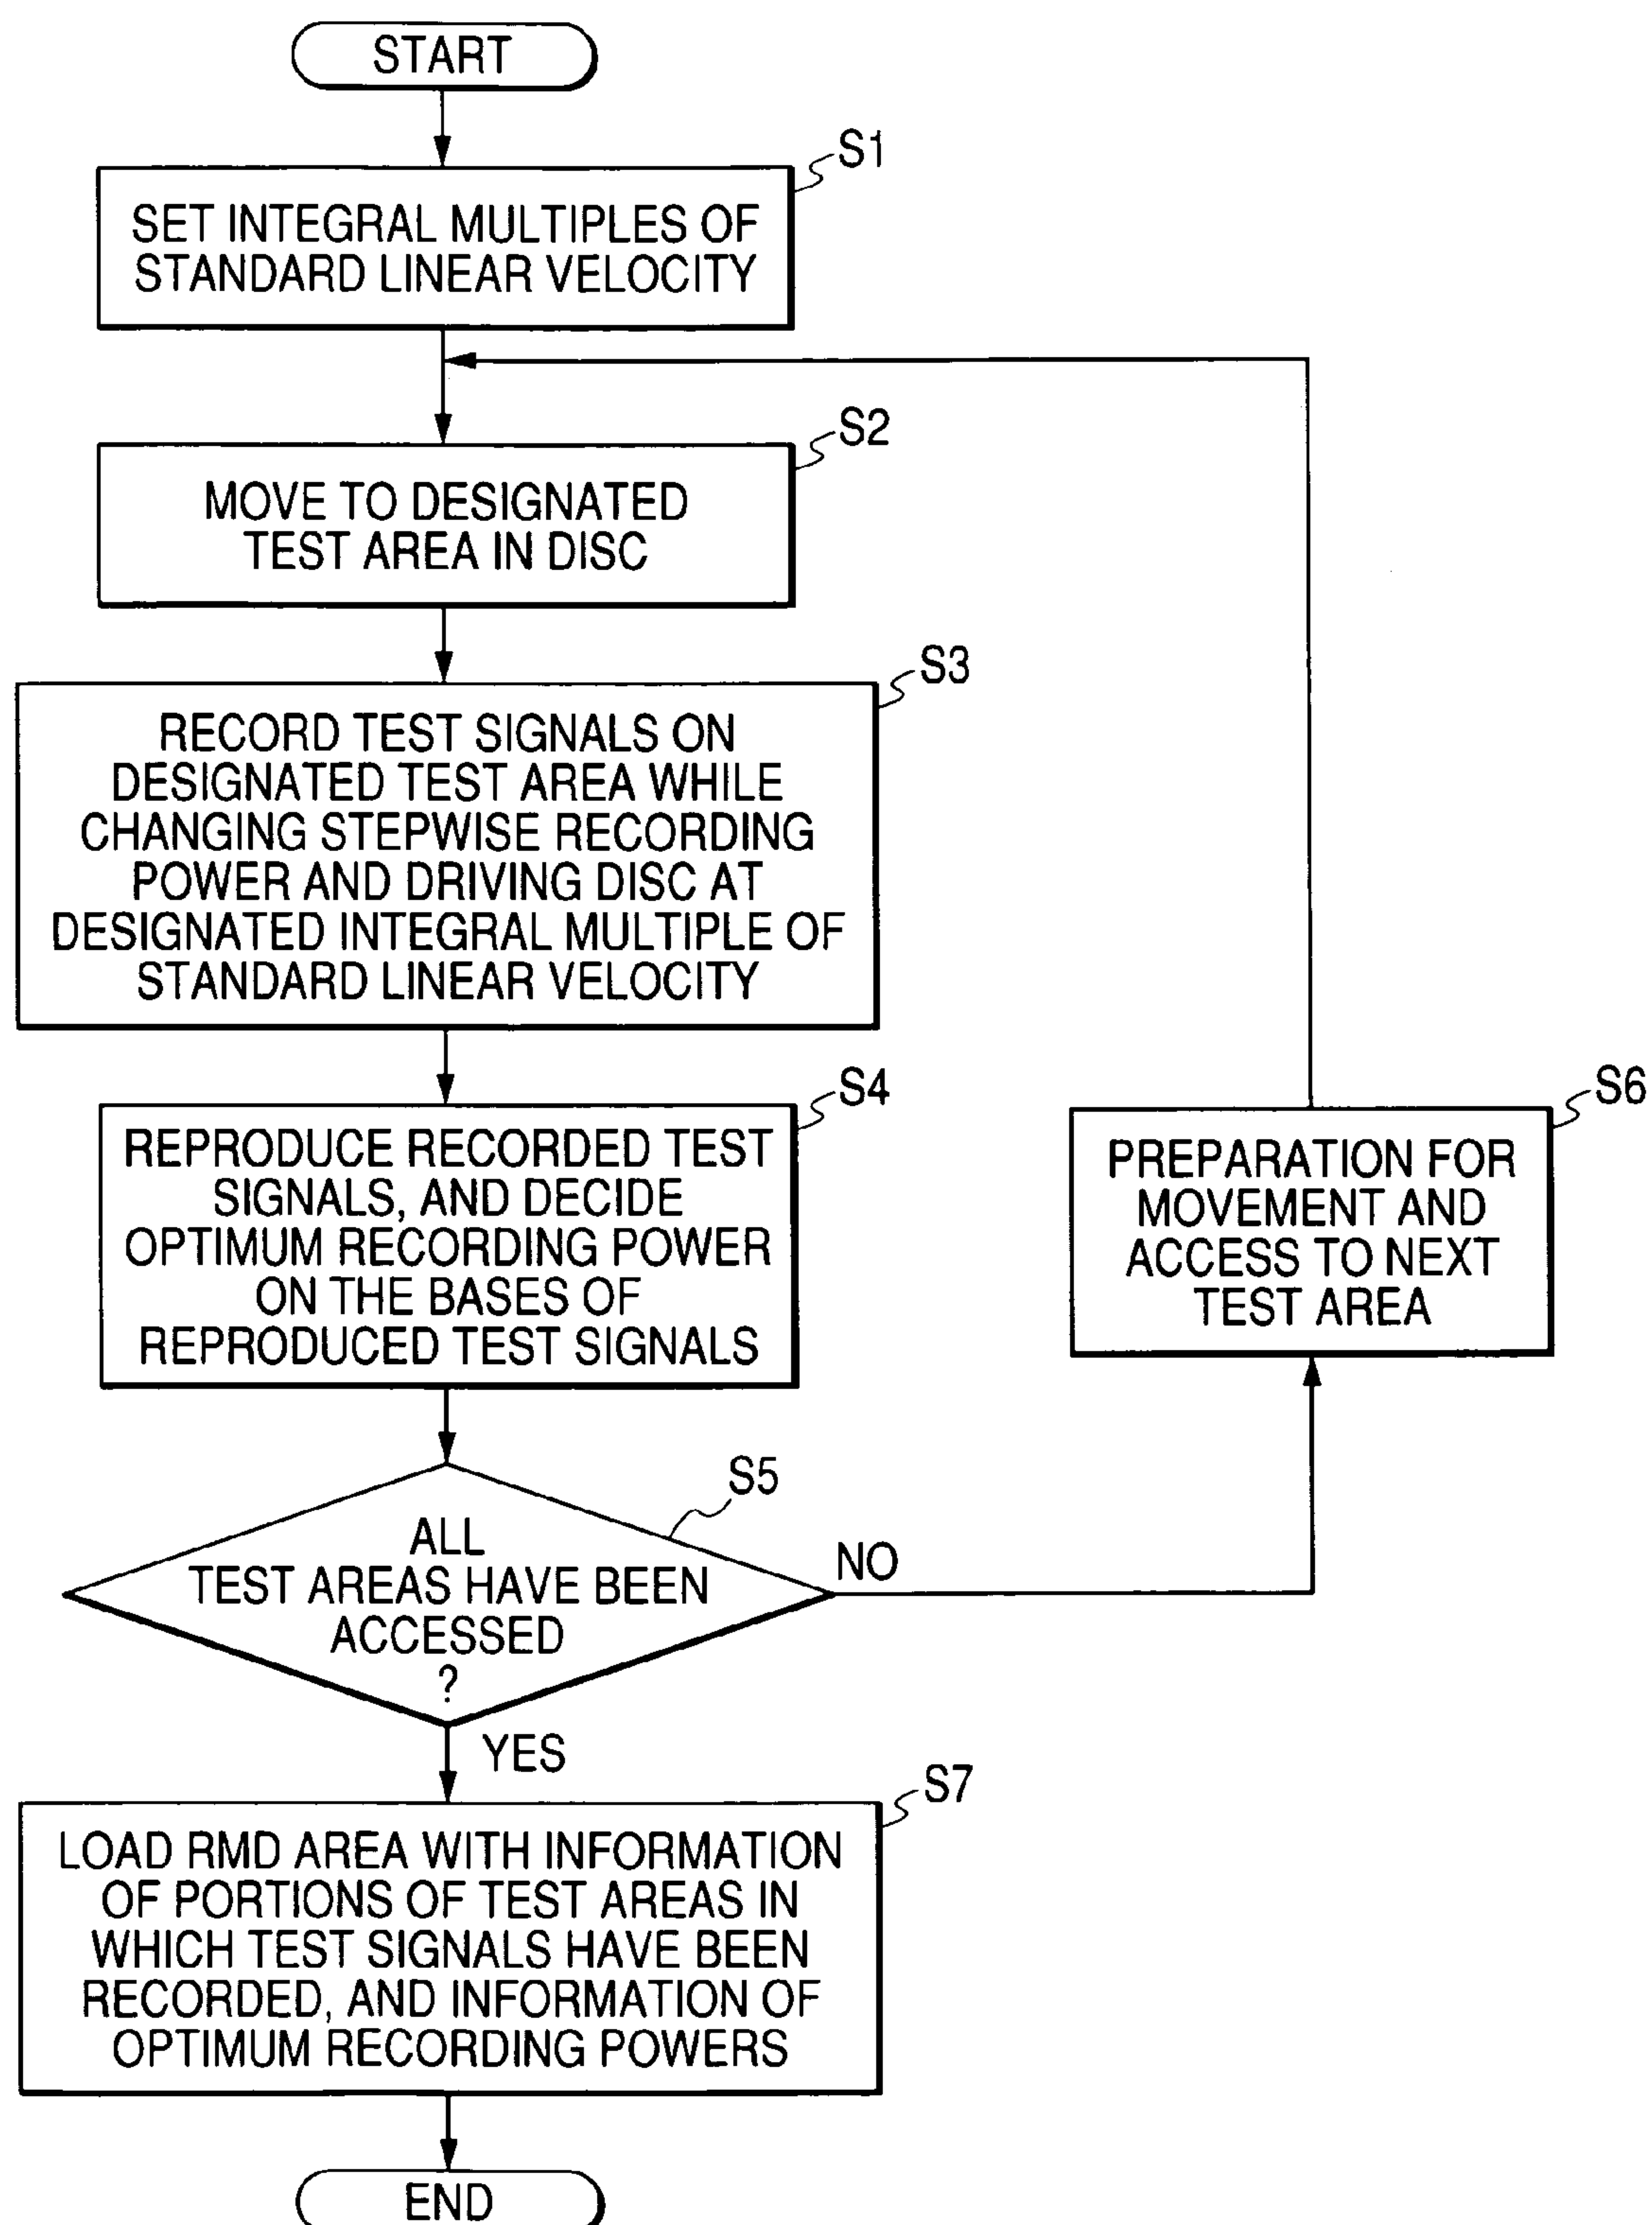 START
S1
SET INTEGRAL MULTIPLES OF
STANDARD LINEAR VELOCITY
S2
MOVE TO DESIGNATED
TEST AREA IN DISC
S3
RECORD TEST SIGNALS ON
DESIGNATED TEST AREA WHILE
CHANGING STEPWISE RECORDING
POWER AND DRIVING DISC AT
DESIGNATED INTEGRAL MULTIPLE OF
STANDARD LINEAR VELOCITY
S4
REPRODUCE RECORDED TEST
SIGNALS, AND DECIDE
OPTIMUM RECORDING POWER
ON THE BASES OF
REPRODUCED TEST SIGNALS
S6
PREPARATION FOR
MOVEMENT AND
ACCESS TO NEXT
TEST AREA
S5
ALL
TEST AREAS HAVE BEEN
ACCESSED
?
NO
YES
S7
LOAD RMD AREA WITH INFORMATION
OF PORTIONS OF TEST AREAS IN
WHICH TEST SIGNALS HAVE BEEN
RECORDED, AND INFORMATION OF
OPTIMUM RECORDING POWERS
END